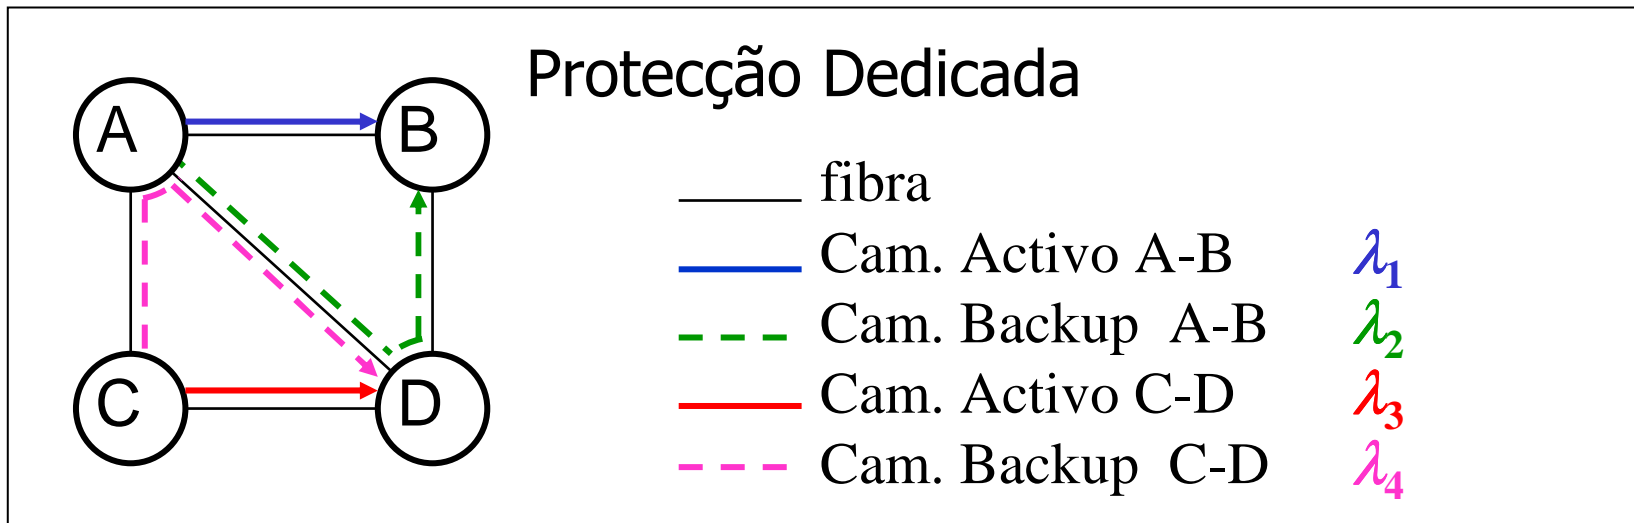 Protecção Dedicada
A
B
C
D
fibra
Cam. Activo A-B λ1
Cam. Backup A-B λ2
Cam. Activo C-D λ3
Cam. Backup C-D λ4